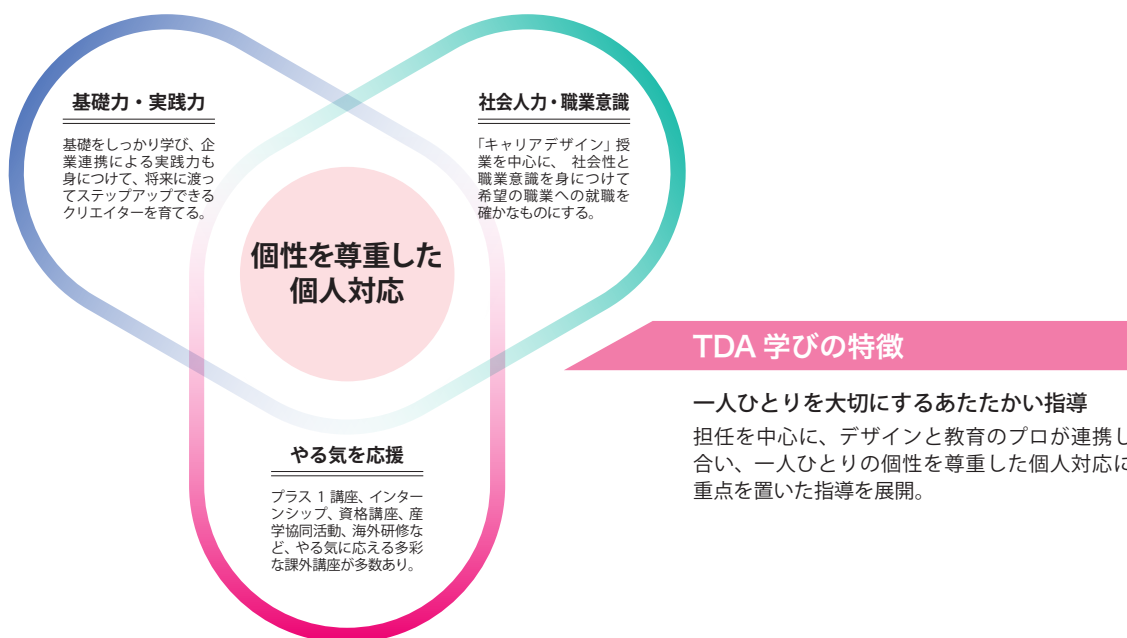 基礎力・実践力
基礎をしっかり学び、企
業連携による実践力も
身につけて、将来に渡っ
てステップアップできる
クリエイターを育てる。
社会人力・職業意識
「キャリアデザイン」授
業を中心に、 社会性と
職業意識を身につけて
希望の職業への就職を
確かなものにする。
個性を尊重した
個人対応
やる気を応援
プラス 1 講座、インター
ンシップ、資格講座、産
学協同活動、海外研修な
ど、やる気に応える多彩
な課外講座が多数あり。
TDA 学びの特徴
一人ひとりを大切にするあたたかい指導
担任を中心に、デザインと教育のプロが連携し
合い、一人ひとりの個性を尊重した個人対応に
重点を置いた指導を展開。